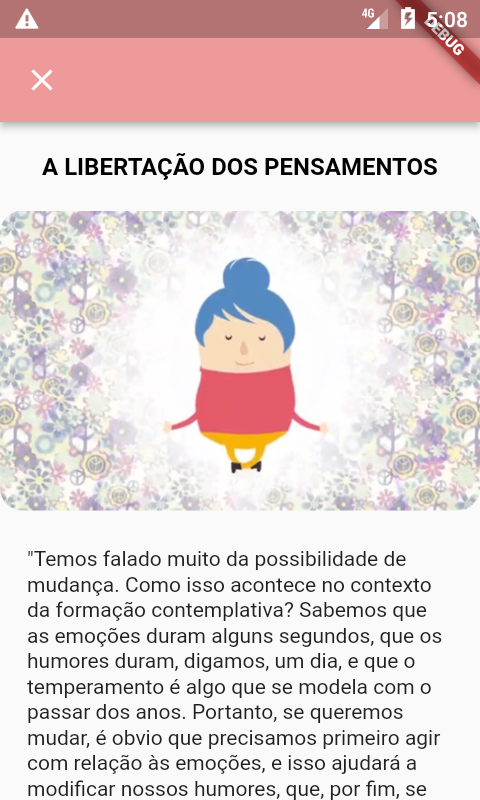 4G
5:08
DEBUG
A LIBERTAÇÃO DOS PENSAMENTOS
"Temos falado muito da possibilidade de
mudança. Como isso acontece no contexto
da formação contemplativa? Sabemos que
as emoções duram alguns segundos, que os
humores duram, digamos, um dia, e que o
temperamento é algo que se modela com o
passar dos anos. Portanto, se queremos
mudar, é obvio que precisamos primeiro agir
com relação às emoções, e isso ajudará a
modificar nossos humores, que, por fim, se